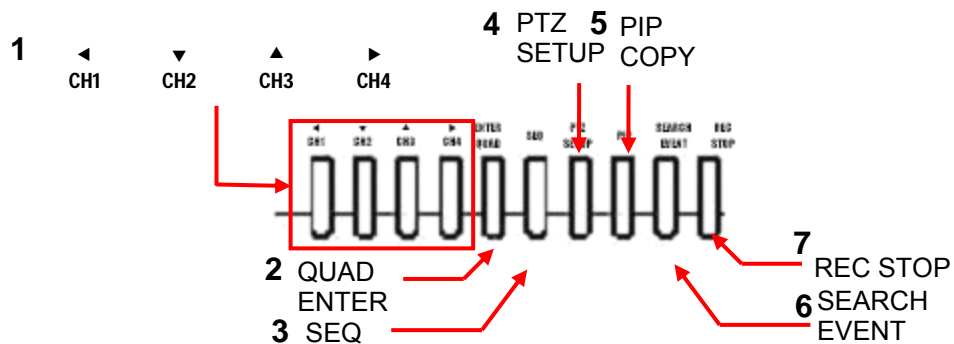 4 PTZ 5 PIP
SETUP COPY
1 ◄ ▼ ▲ ►
CH1 CH2 CH3 CH4
ENTER SEQ PTZ PIP SEARCH REC
CH1 CH2 CH3 CH4 QUAD SETUP EVENT STOP
2 QUAD
ENTER
3 SEQ
7
REC STOP
6 SEARCH
EVENT